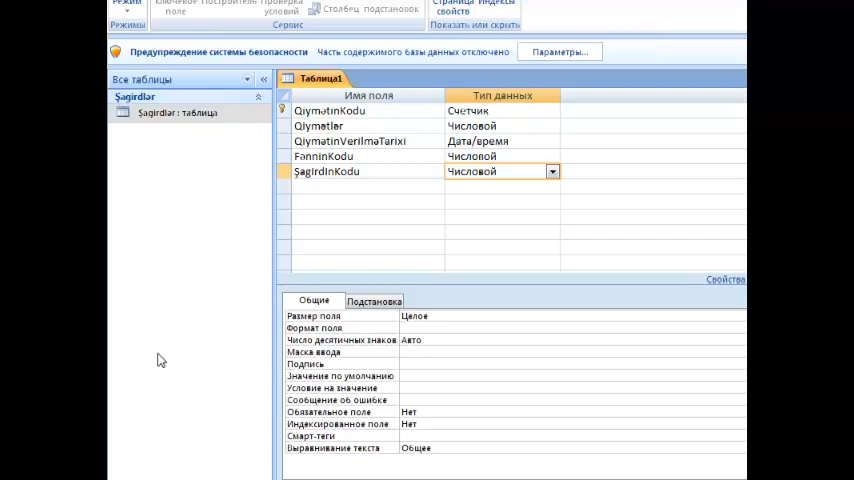 Режим
Ключевое Построитель Проверка
поле условий
Столбец подстановок
Страница Индексы
свойств
Режимы Сервис Показать или скрыть
Предупреждение системы безопасности Часть содержимого базы данных отключено Параметры...
Все таблицы «
Şagirdlər
Şagirdlər : таблица
Таблица1
Имя поля Тип данных
QiymətinKodu Счетчик
Qiymətlər Числовой
QiymətinVerilməTarixi Дата/время
FənninKodu Числовой
ŞagirdinKodu Числовой
Свойства
Общие Подстановка
Размер поля Целое
Формат поля
Число десятичных знаков Авто
Маска ввода
Подпись
Значение по умолчанию
Условие на значение
Сообщение об ошибке
Обязательное поле Нет
Индексированное поле Нет
Смарт-теги
Выравнивание текста Общее